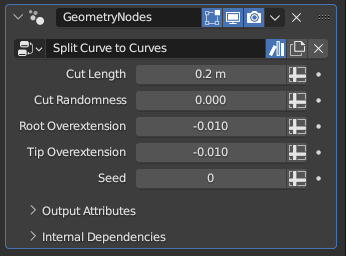 GeometryNodes
Split Curve to Curves
Cut Length 0.2 m
Cut Randomness 0.000
Root Overextension -0.010
Tip Overextension -0.010
Seed 0
Output Attributes
Internal Dependencies